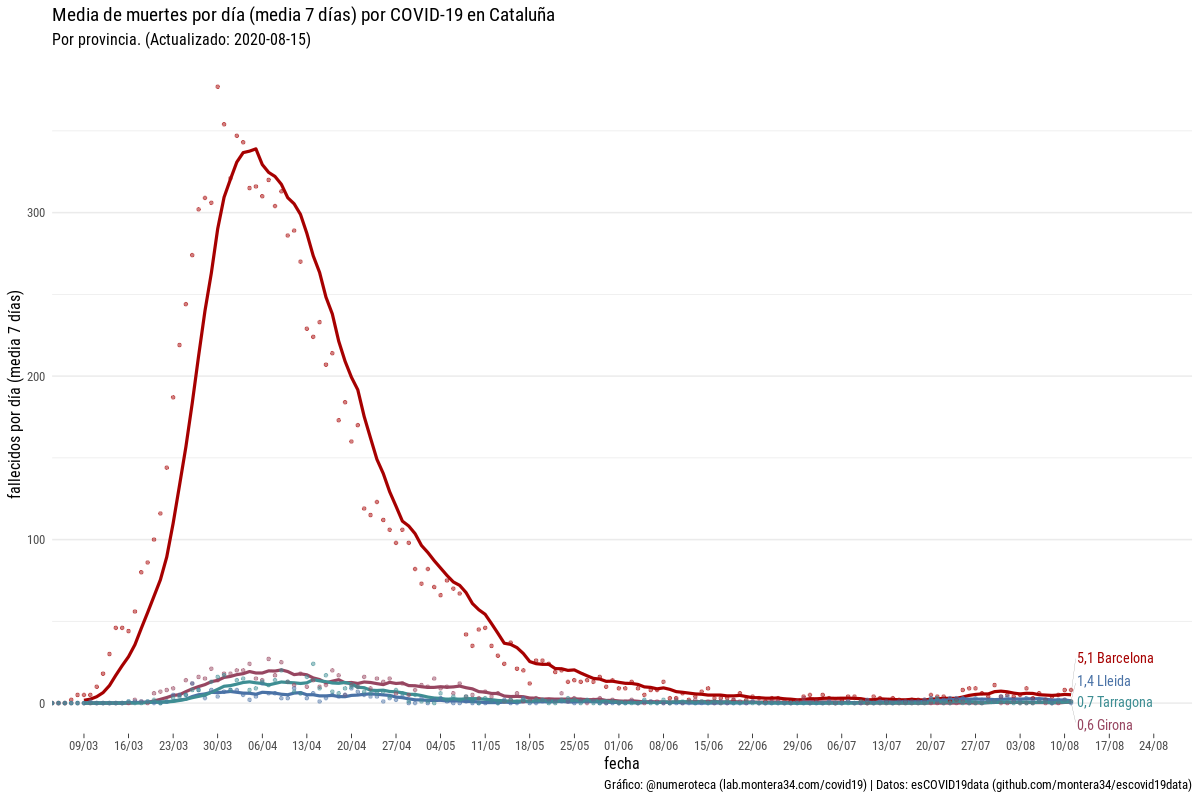 Media de muertes por día (media 7 días) por COVID-19 en Cataluña
Por provincia. (Actualizado: 2020-08-15)
fallecidos por día (media 7 días)
300
200
100
0
5,1 Barcelona
1,4 Lleida
0,7 Tarragona
0,6 Girona
09/03 16/03 23/03 30/03 06/04 13/04 20/04 27/04 04/05 11/05 18/05 25/05 01/06 08/06 15/06 22/06 29/06 06/07 13/07 20/07 27/07 03/08 10/08 17/08 24/08
fecha
Gráfico: @numeroteca (lab.montera34.com/covid19) | Datos: esCOVID19data (github.com/montera34/escovid19data)